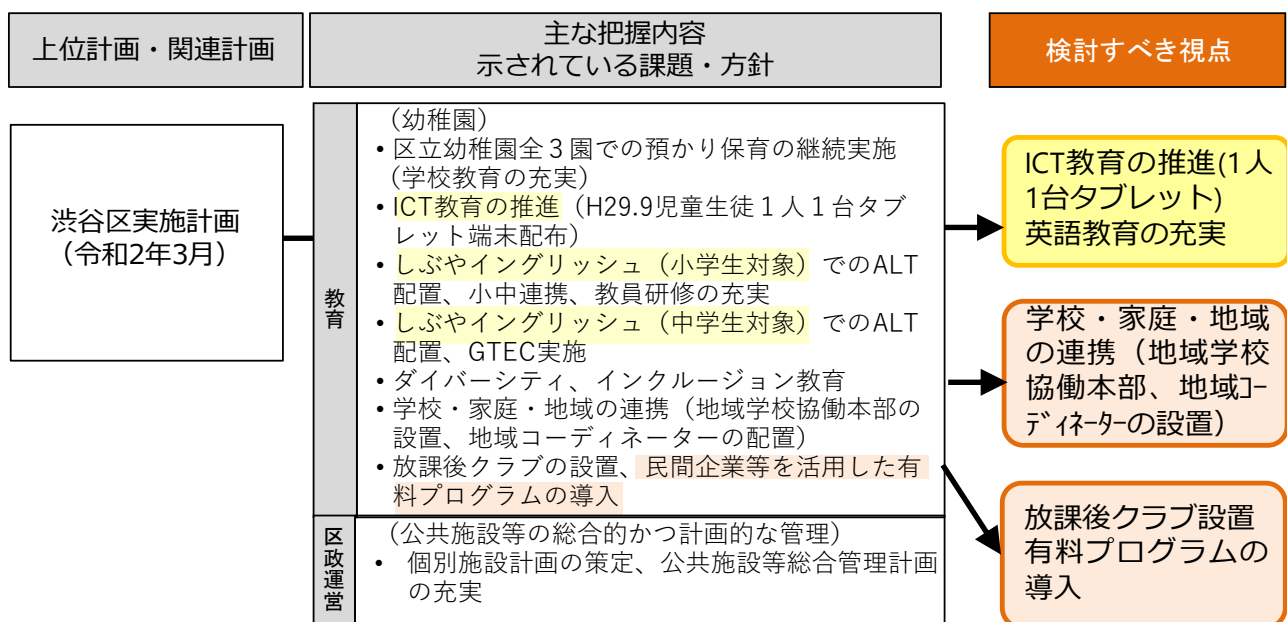 上位計画・関連計画
主な把握内容
示されている課題・方針
検討すべき視点
渋谷区実施計画
（令和2年3月）
教育
（幼稚園）
• 区立幼稚園全３園での預かり保育の継続実施
（学校教育の充実）
• ICT教育の推進（H29.9児童生徒１人１台タブ
レット端末配布）
• しぶやイングリッシュ（小学生対象）でのALT
配置、小中連携、教員研修の充実
• しぶやイングリッシュ（中学生対象）でのALT
配置、GTEC実施
• ダイバーシティ、インクルージョン教育
• 学校・家庭・地域の連携（地域学校協働本部の
設置、地域コーディネーターの配置）
• 放課後クラブの設置、民間企業等を活用した有
料プログラムの導入
区政運営
（公共施設等の総合的かつ計画的な管理）
• 個別施設計画の策定、公共施設等総合管理計画
の充実
ICT教育の推進(1人
1台タブレット)
英語教育の充実
学校・家庭・地域
の連携（地域学校
協働本部、地域ｺｰ
ﾃﾞｨﾈｰﾀｰの設置）
放課後クラブ設置
有料プログラムの
導入